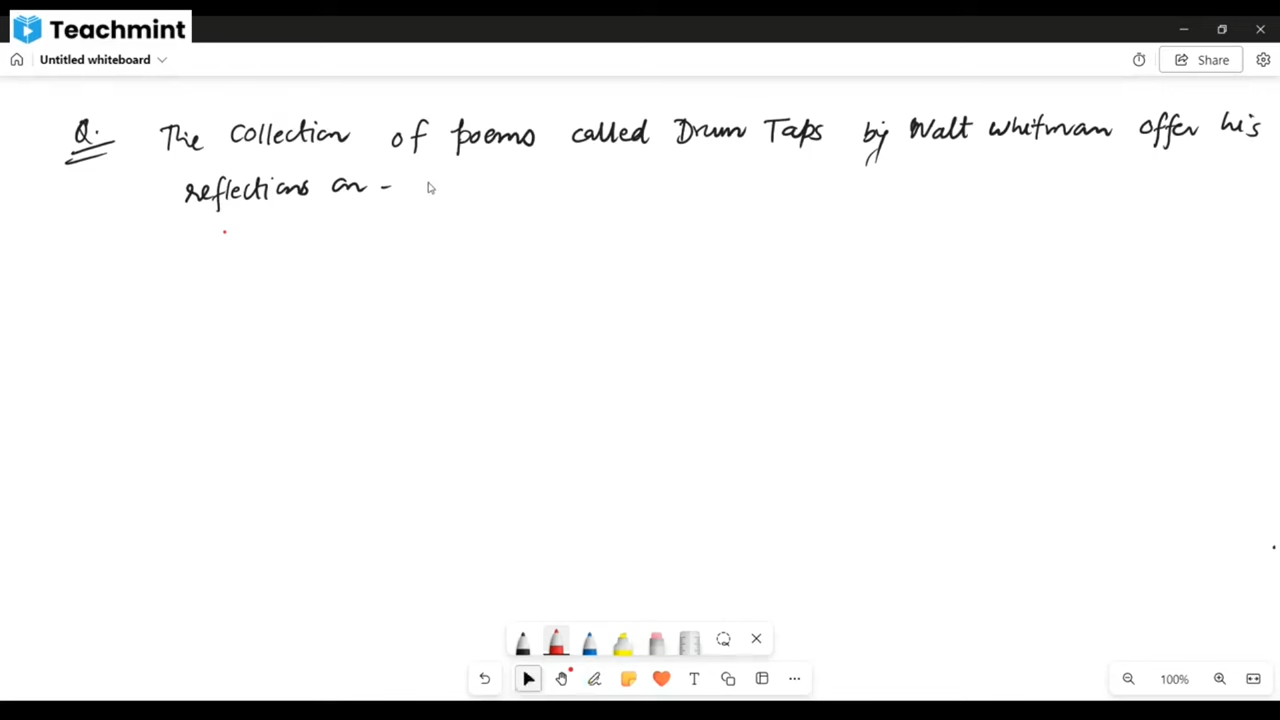 Teachmint
Untitled whiteboard
Share
Q. The Collection of poems called Drum Taps by Walt Whitman offer his
reflections on -
T
100%